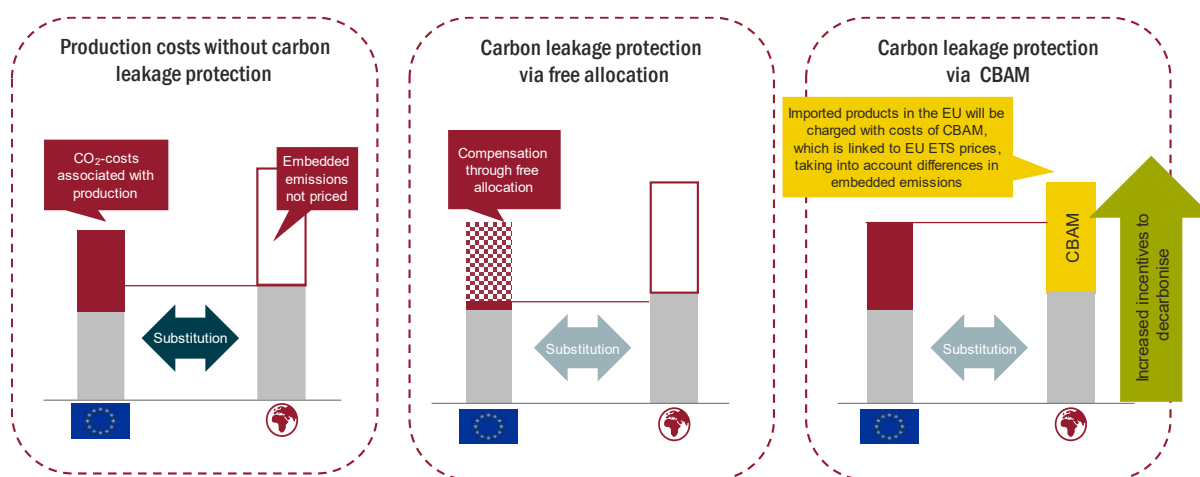 Production costs without carbon
leakage protection
CO₂-costs
associated with
production
Embedded
emissions
not priced
Substitution
Carbon leakage protection
via free allocation
Compensation
through free
allocation
Substitution
Carbon leakage protection
via CBAM
Imported products in the EU will be
charged with costs of CBAM,
which is linked to EU ETS prices,
taking into account differences in
embedded emissions
CBAM
Substitution
Increased incentives to
decarbonise